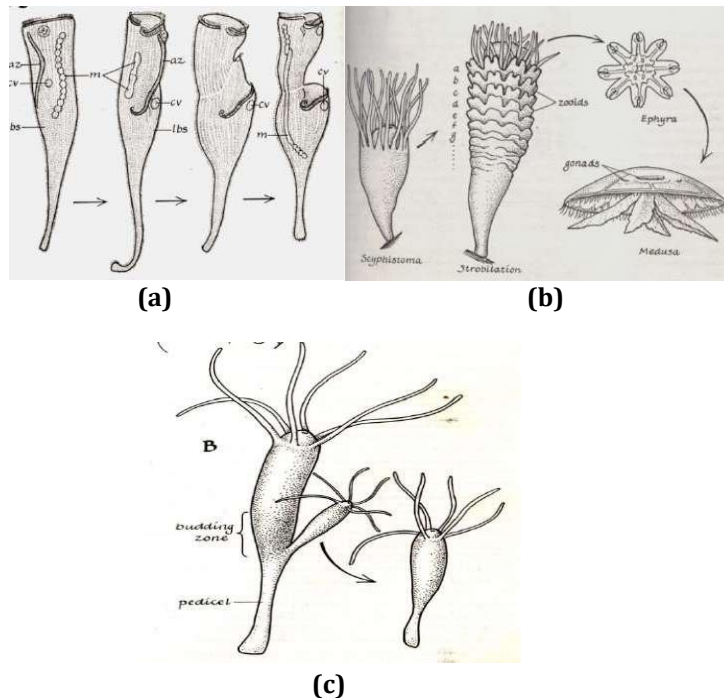 az
cv
m
lbs
az
cv
lbs
cv
m
cv
a
b
c
d
e
f
g
zooids
Scyphistoma
Strobilation
Ephyra
gonads
Medusa
(a)
(b)
B
budding
zone
pedicel
(c)